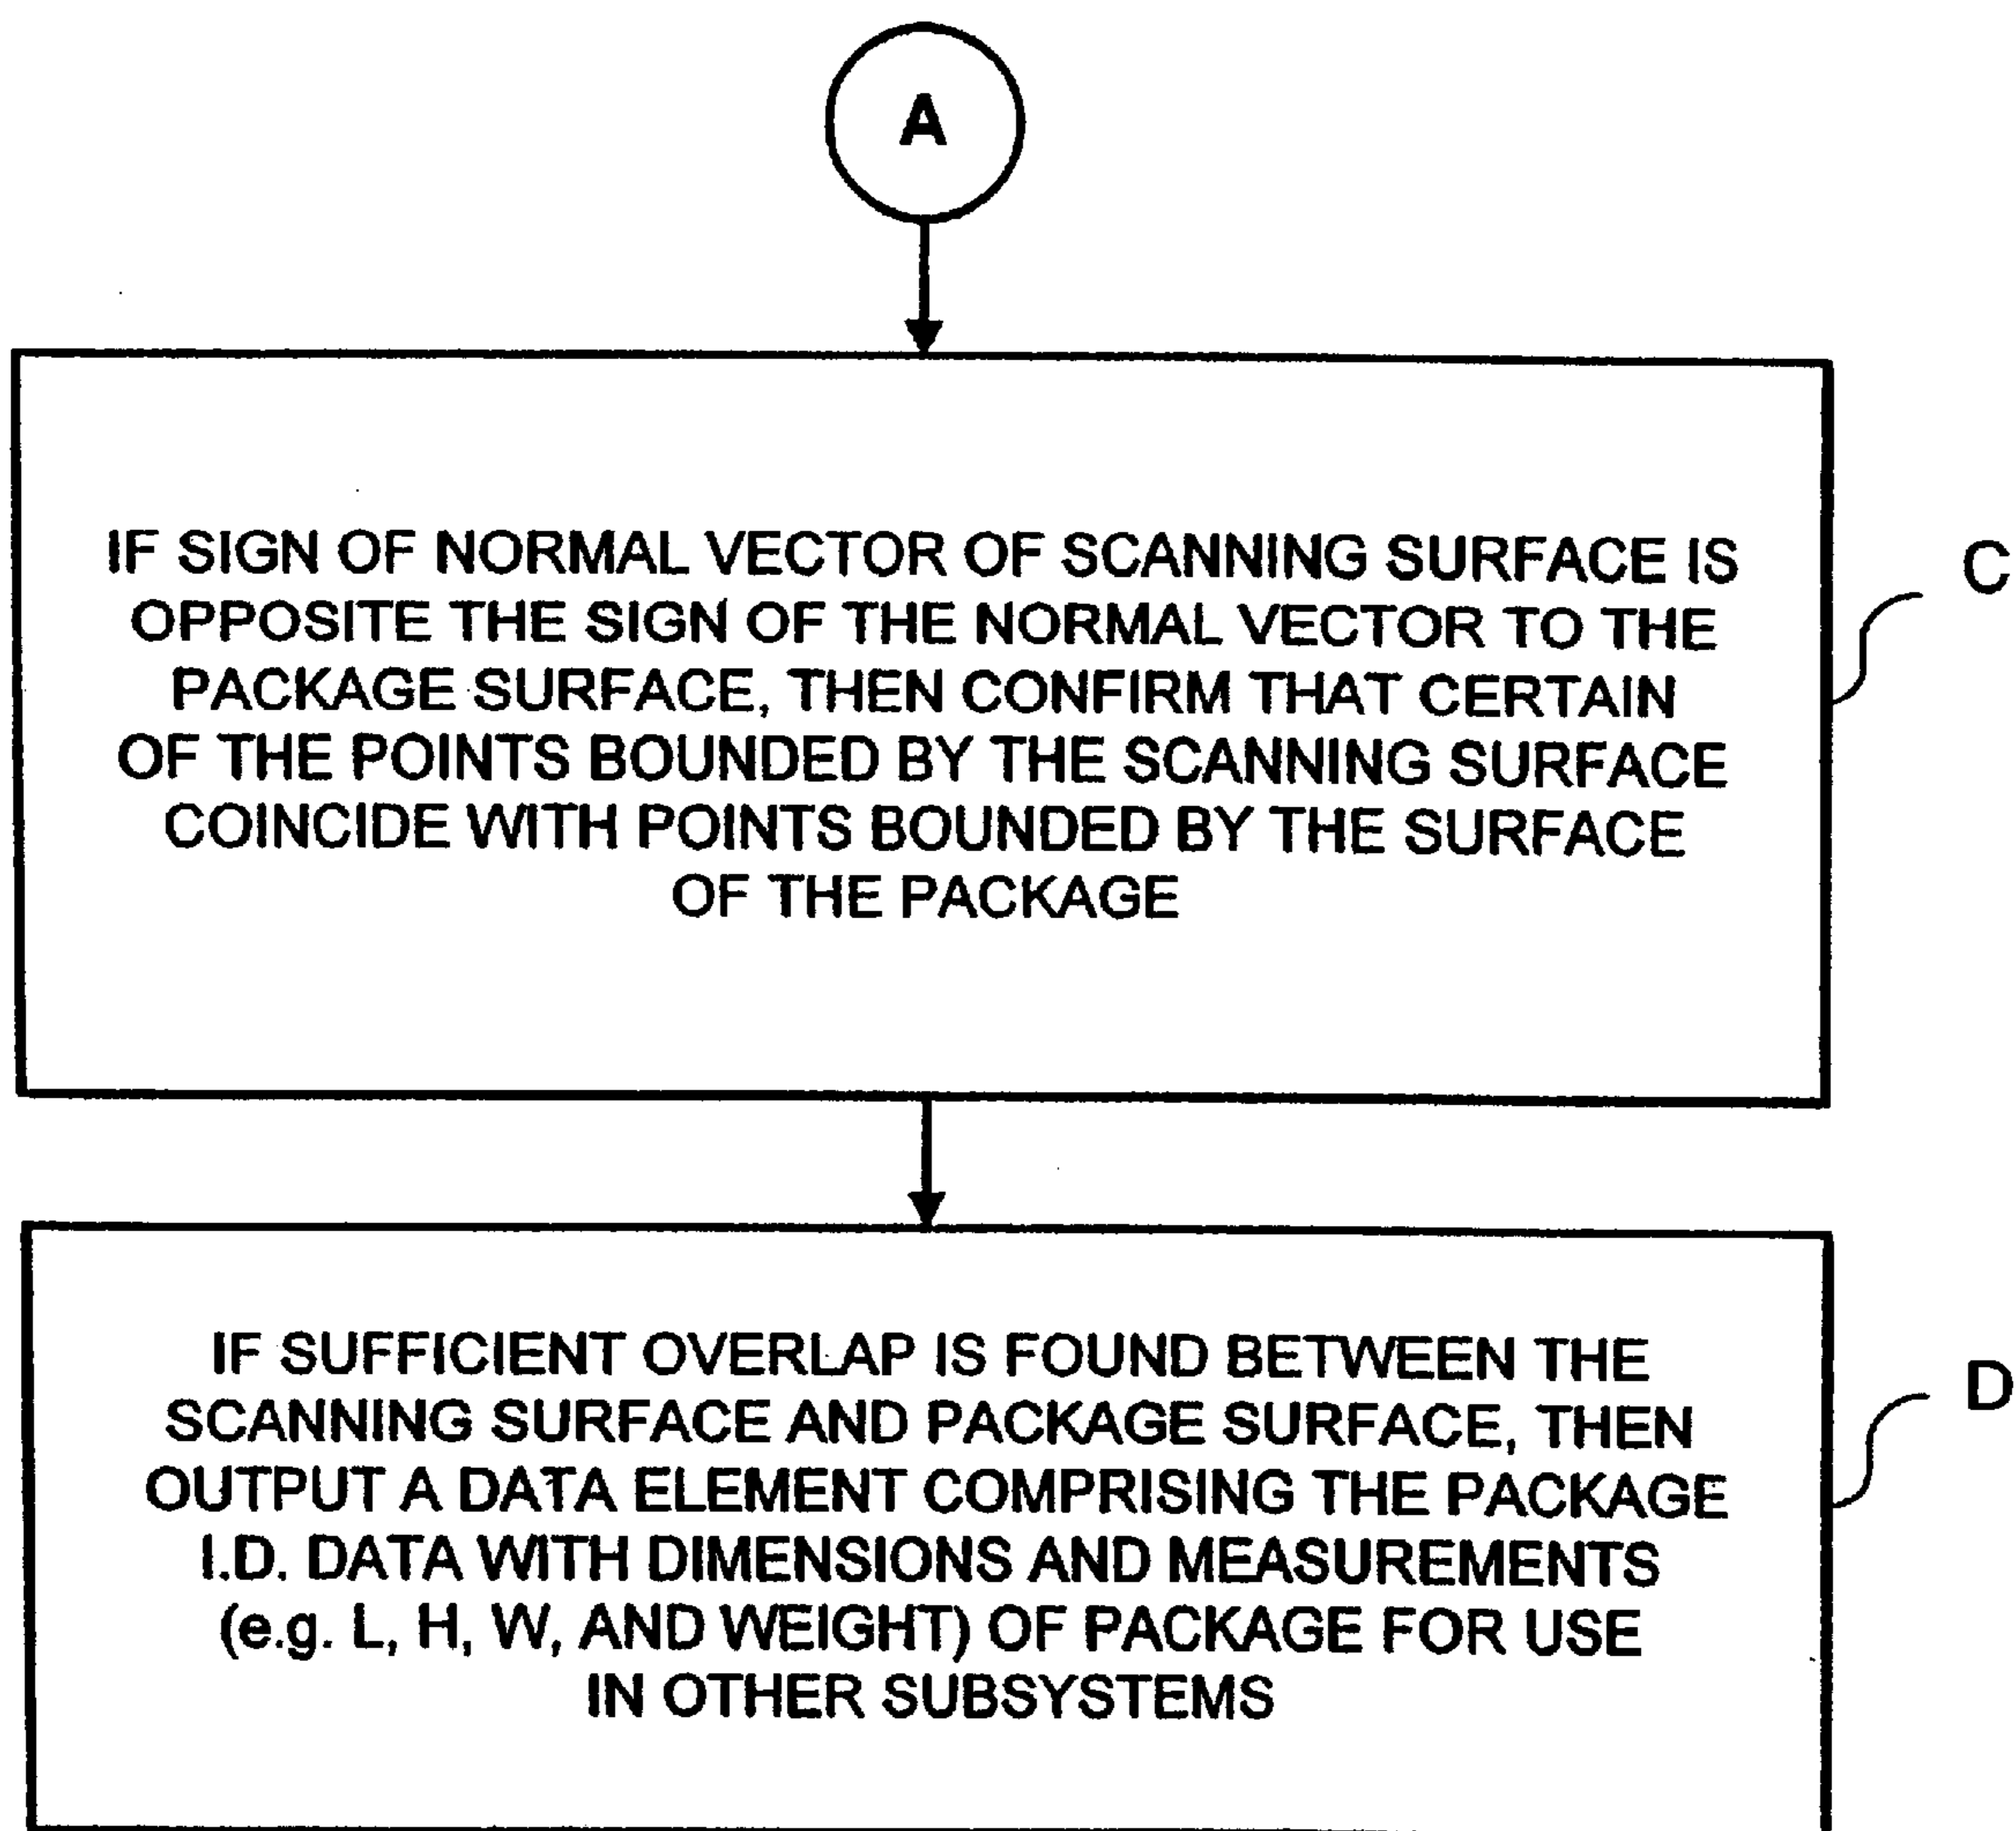 A
IF SIGN OF NORMAL VECTOR OF SCANNING SURFACE IS
OPPOSITE THE SIGN OF THE NORMAL VECTOR TO THE
PACKAGE SURFACE, THEN CONFIRM THAT CERTAIN
OF THE POINTS BOUNDED BY THE SCANNING SURFACE
COINCIDE WITH POINTS BOUNDED BY THE SURFACE
OF THE PACKAGE
C
IF SUFFICIENT OVERLAP IS FOUND BETWEEN THE
SCANNING SURFACE AND PACKAGE SURFACE, THEN
OUTPUT A DATA ELEMENT COMPRISING THE PACKAGE
I.D. DATA WITH DIMENSIONS AND MEASUREMENTS
(e.g. L, H, W, AND WEIGHT) OF PACKAGE FOR USE
IN OTHER SUBSYSTEMS
D